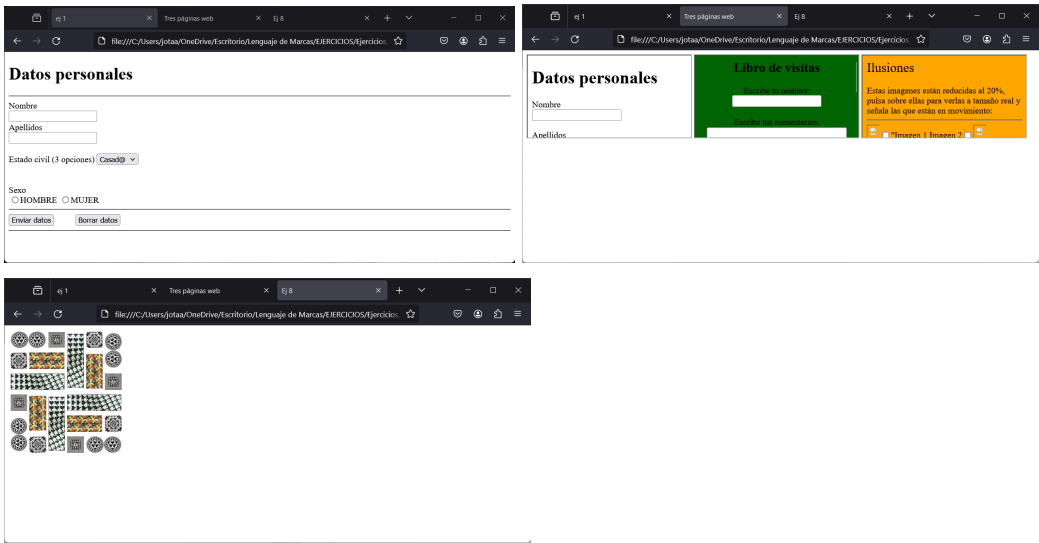 ej 1
Tres páginas web
Ej 8
file:///C:/Users/jotaa/OneDrive/Escritorio/Lenguaje de Marcas/EJERCICIOS/Ejercicios
Datos personales
Nombre
Apellidos
Estado civil (3 opciones) Casad@
Sexo
HOMBRE MUJER
Enviar datos Borrar datos
ej 1
Tres páginas web
Ej 8
file:///C:/Users/jotaa/OneDrive/Escritorio/Lenguaje de Marcas/EJERCICIOS/Ejercicios
Datos personales
Nombre
Apellidos
Libro de visitas
Escribe tu nombre:
Escribe tus comentarios:
Ilusiones
Estas imagenes están reducidas al 20%,
pulsa sobre ellas para verlas a tamaño real y
señala las que están en movimiento:
"Imagen 1 Imagen 2
ej 1
Tres páginas web
Ej 8
file:///C:/Users/jotaa/OneDrive/Escritorio/Lenguaje de Marcas/EJERCICIOS/Ejercicios